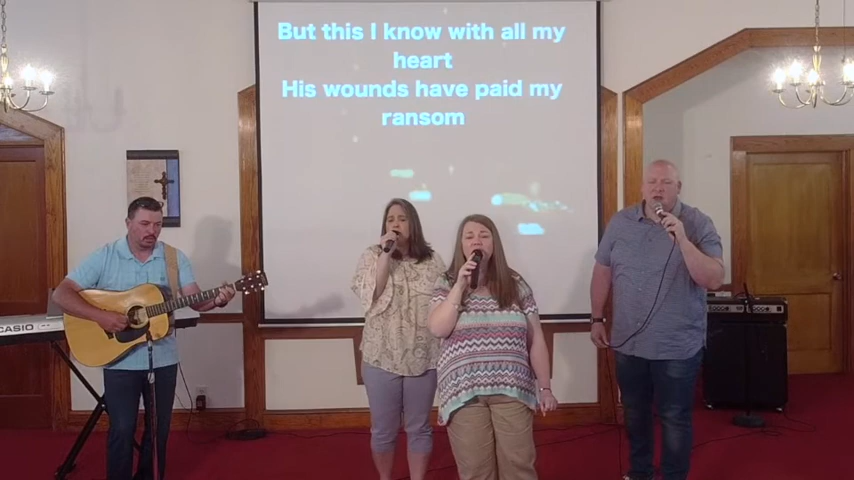 But this I know with all my
heart
His wounds have paid my
ransom
CASIO